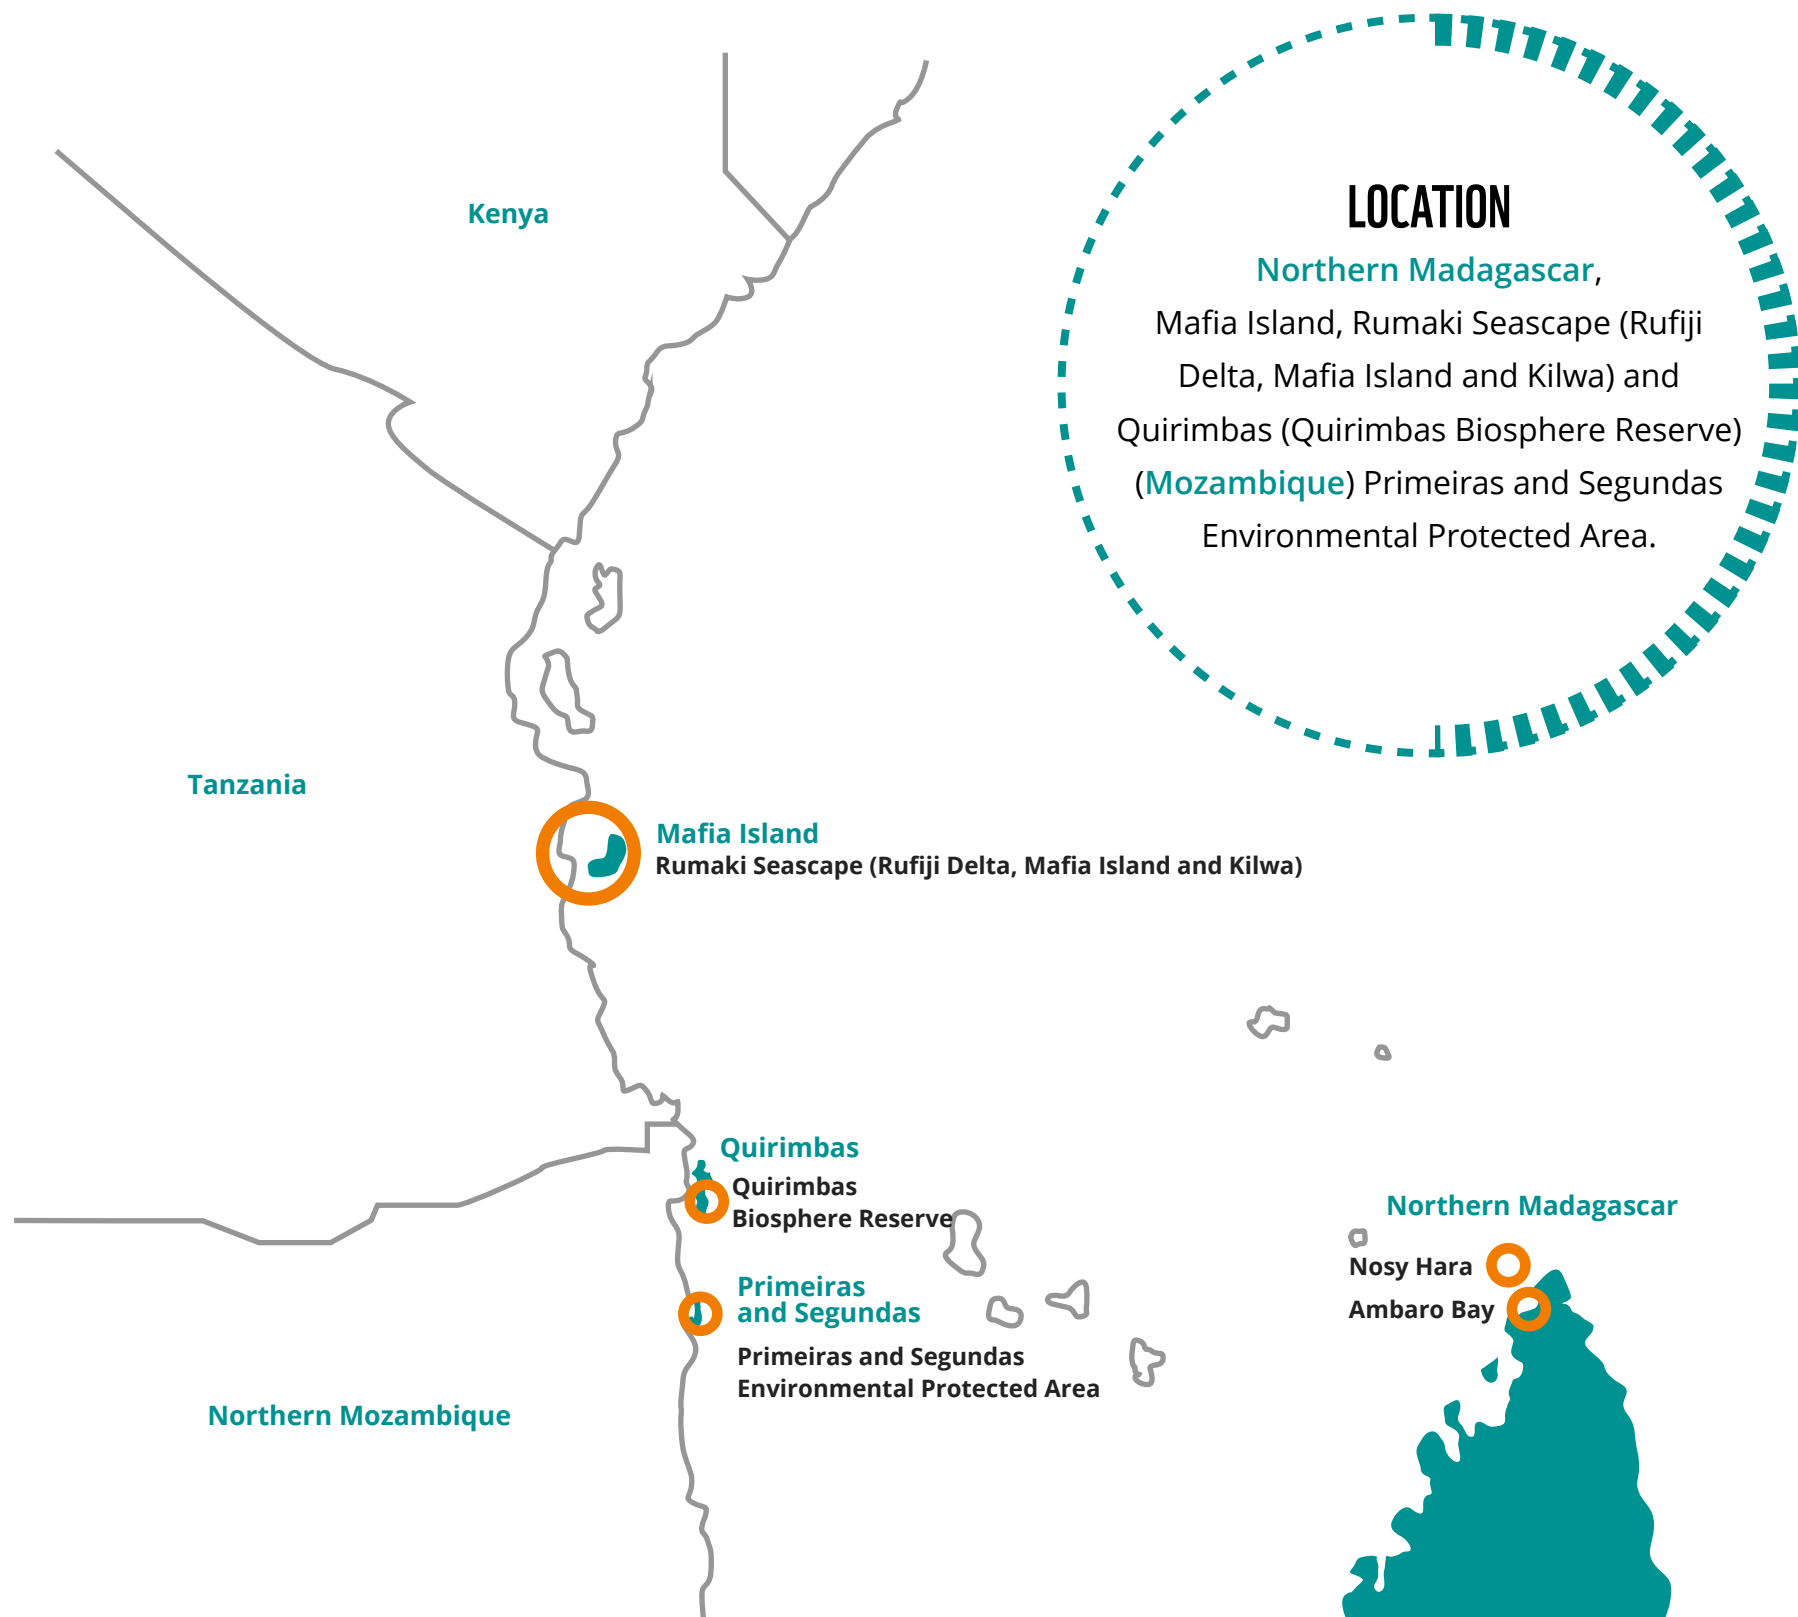 Kenya
LOCATION
Northern Madagascar,
Mafia Island, Rumaki Seascape (Rufiji
Delta, Mafia Island and Kilwa) and
Quirimbas (Quirimbas Biosphere Reserve)
(Mozambique) Primeiras and Segundas
Environmental Protected Area.
Tanzania
Mafia Island
Rumaki Seascape (Rufiji Delta, Mafia Island and Kilwa)
Quirimbas
Quirimbas
Biosphere Reserve
Northern Madagascar
Nosy Hara
Ambaro Bay
Primeiras
and Segundas
Primeiras and Segundas
Environmental Protected Area
Northern Mozambique